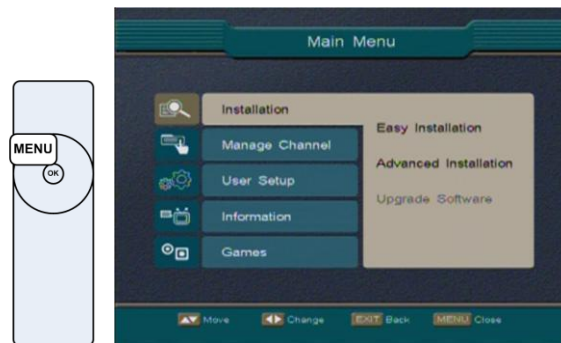 MENU
OK
Main Menu
Installation
Manage Channel
User Setup
Information
Games
Easy Installation
Advanced Installation
Upgrade Software
Move Change EXIT Back MENU Close